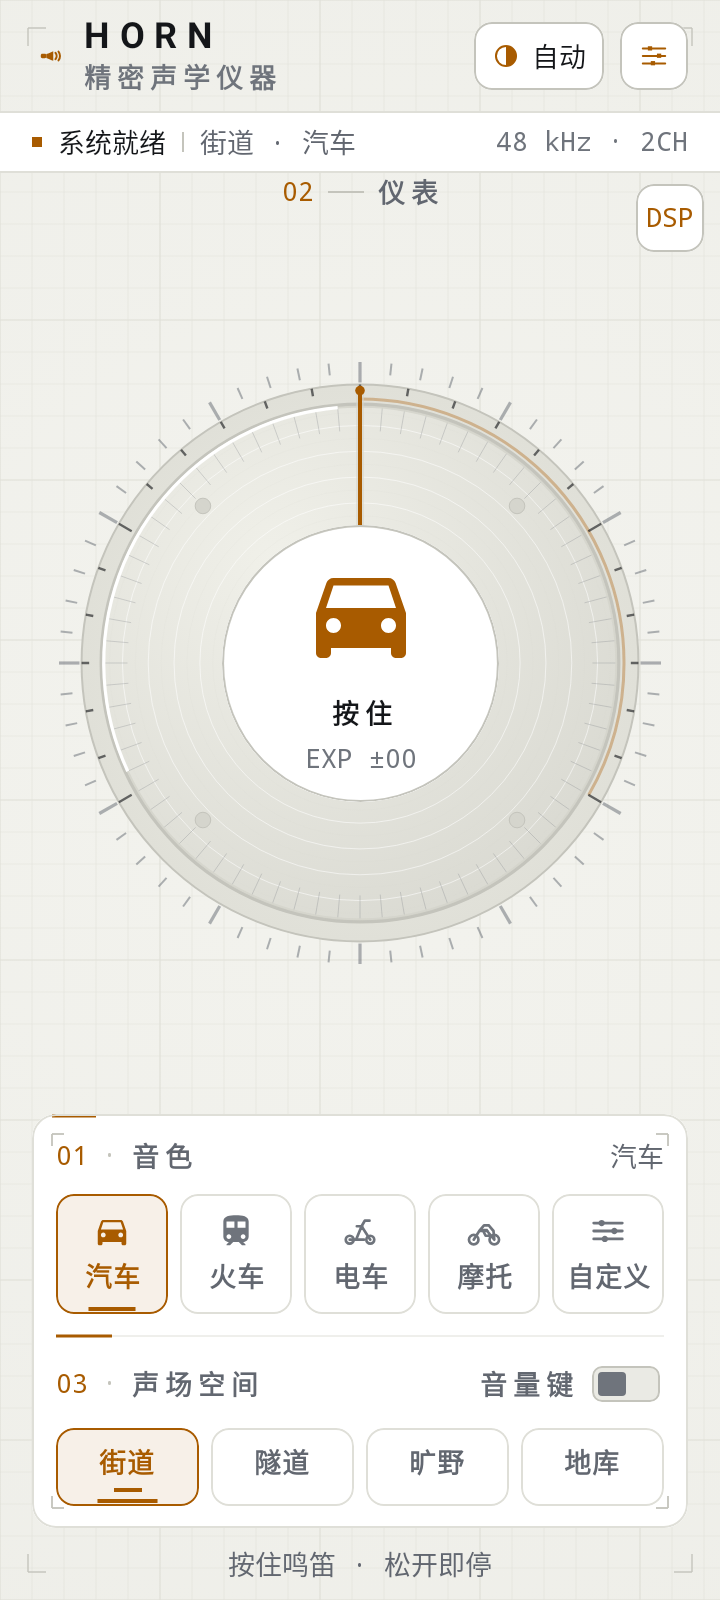 HORN
精密声学仪器
自动
系统就绪 街道 · 汽车 48 kHz · 2CH
02 仪表
DSP
按住
EXP ±00
01 · 音色 汽车
汽车 火车 电车 摩托 自定义
03 · 声场空间 音量键
街道 隧道 旷野 地库
按住鸣笛 · 松开即停